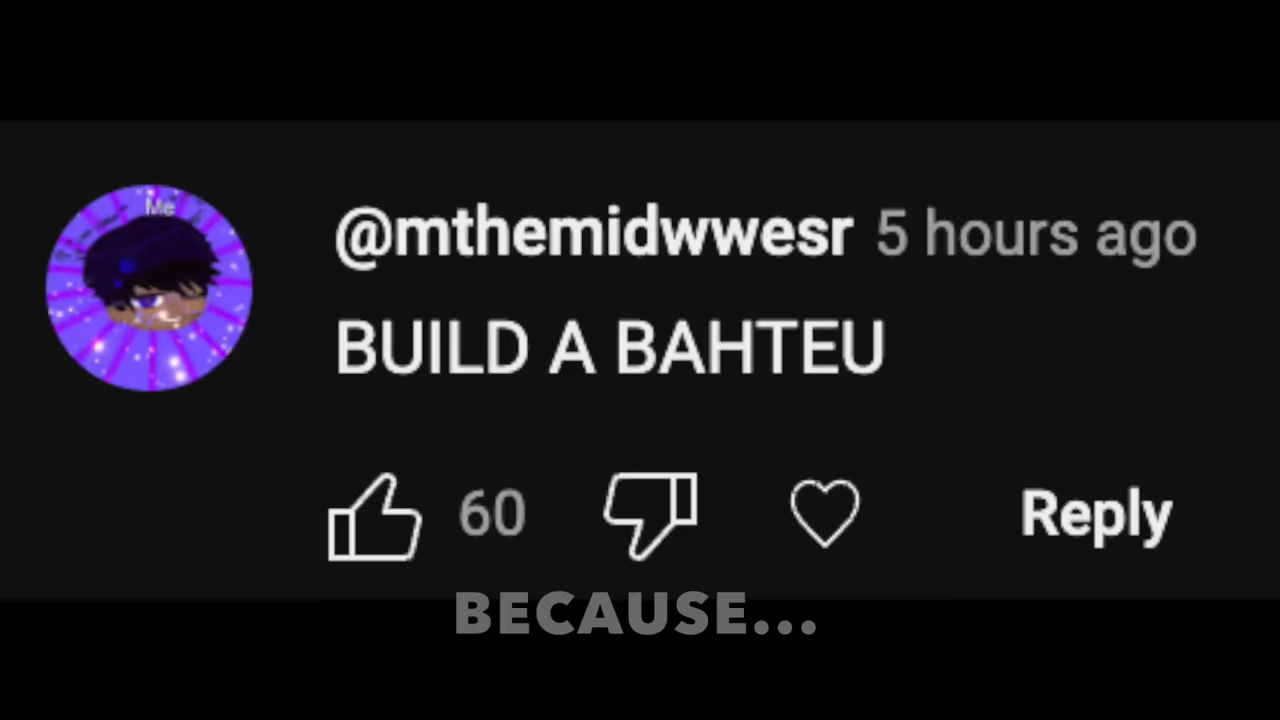 Me
@mthemidwwesr 5 hours ago
BUILD A BAHTEU
60
Reply
BECAUSE...